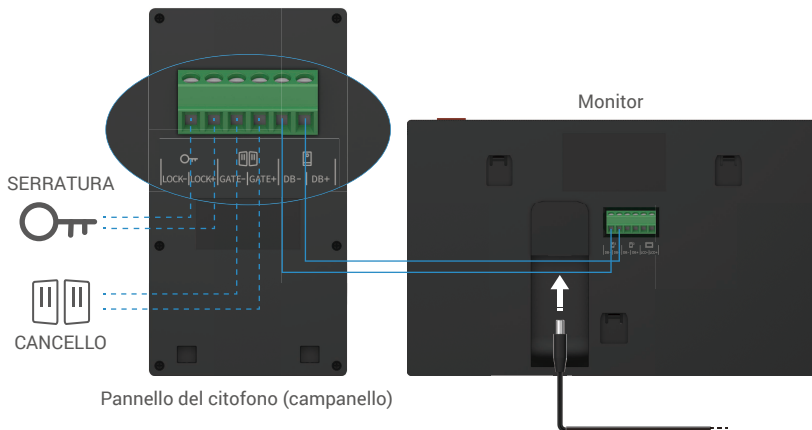 Monitor
LOCK- LOCK+ GATE- GATE+ DB- DB+
SERRATURA
CANCELLO
Pannello del citofono (campanello)